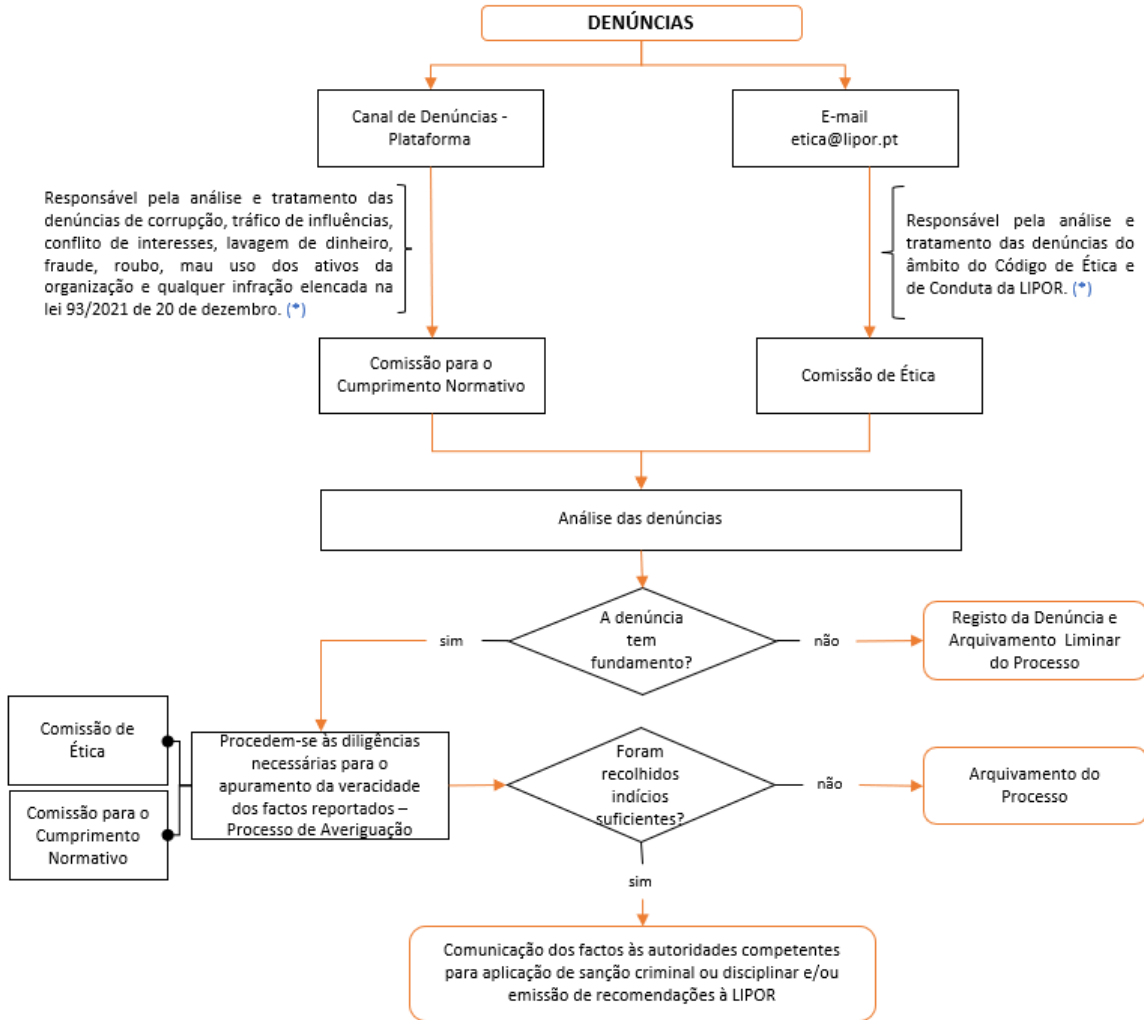 DENÚNCIAS
Canal de Denúncias -
Plataforma
E-mail
etica@lipor.pt
Responsável pela análise e tratamento das
denúncias de corrupção, tráfico de influências,
conflito de interesses, lavagem de dinheiro,
fraude, roubo, mau uso dos ativos da
organização e qualquer infração elencada na
lei 93/2021 de 20 de dezembro. (*)
Responsável pela análise e
tratamento das denúncias do
âmbito do Código de Ética e
de Conduta da LIPOR. (*)
Comissão para o
Cumprimento Normativo
Comissão de Ética
Análise das denúncias
A denúncia
tem
fundamento?
sim
não
Registo da Denúncia e
Arquivamento Liminar
do Processo
Comissão de
Ética
Comissão para o
Cumprimento
Normativo
Procedem-se às diligências
necessárias para o
apuramento da veracidade
dos factos reportados –
Processo de Averiguação
Foram
recolhidos
indícios
suficientes?
não
Arquivamento do
Processo
sim
Comunicação dos factos às autoridades competentes
para aplicação de sanção criminal ou disciplinar e/ou
emissão de recomendações à LIPOR